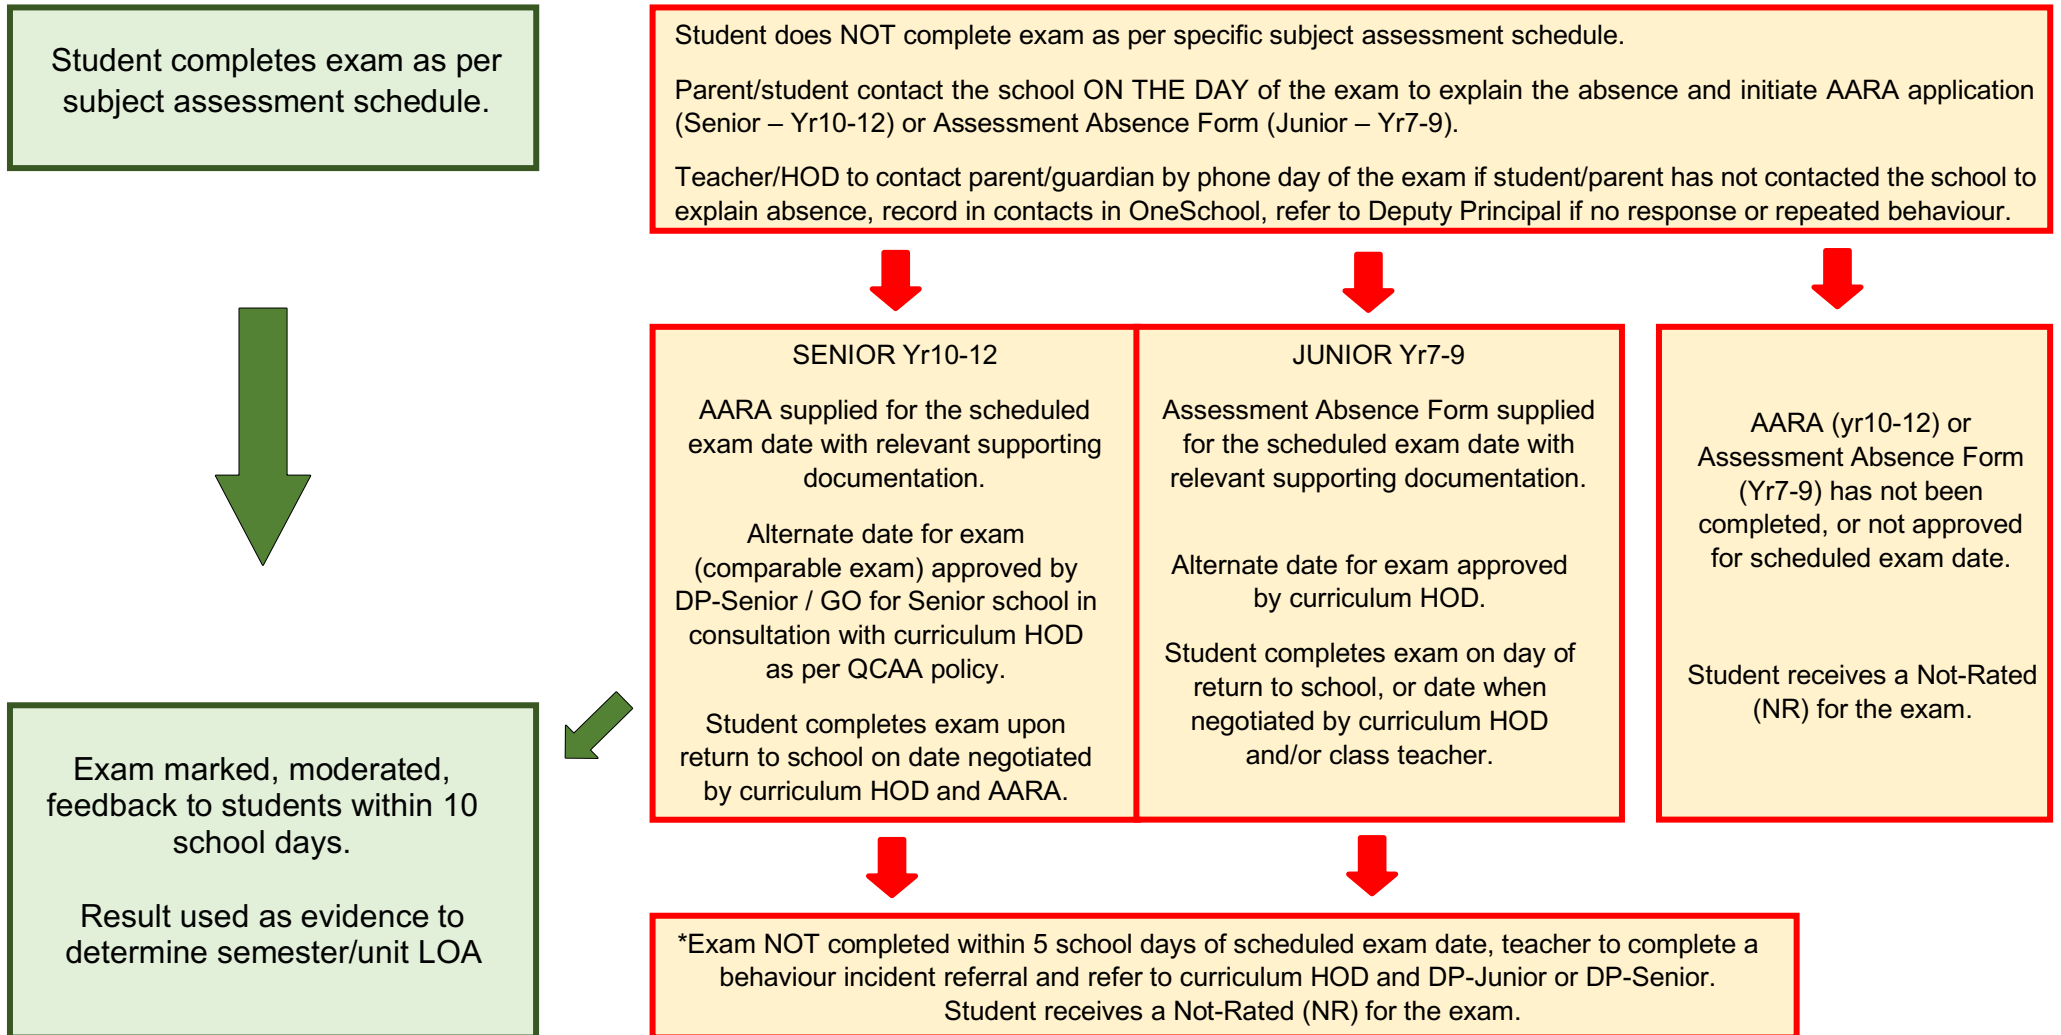 Student completes exam as per
subject assessment schedule.
Student does NOT complete exam as per specific subject assessment schedule.
Parent/student contact the school ON THE DAY of the exam to explain the absence and initiate AARA application
(Senior – Yr10-12) or Assessment Absence Form (Junior – Yr7-9).
Teacher/HOD to contact parent/guardian by phone day of the exam if student/parent has not contacted the school to
explain absence, record in contacts in OneSchool, refer to Deputy Principal if no response or repeated behaviour.
SENIOR Yr10-12
AARA supplied for the scheduled
exam date with relevant supporting
documentation.
Alternate date for exam
(comparable exam) approved by
DP-Senior / GO for Senior school in
consultation with curriculum HOD
as per QCAA policy.
Student completes exam upon
return to school on date negotiated
by curriculum HOD and AARA.
JUNIOR Yr7-9
Assessment Absence Form supplied
for the scheduled exam date with
relevant supporting documentation.
Alternate date for exam approved
by curriculum HOD.
Student completes exam on day of
return to school, or date when
negotiated by curriculum HOD
and/or class teacher.
AARA (yr10-12) or
Assessment Absence Form
(Yr7-9) has not been
completed, or not approved
for scheduled exam date.
Student receives a Not-Rated
(NR) for the exam.
Exam marked, moderated,
feedback to students within 10
school days.
Result used as evidence to
determine semester/unit LOA
*Exam NOT completed within 5 school days of scheduled exam date, teacher to complete a
behaviour incident referral and refer to curriculum HOD and DP-Junior or DP-Senior.
Student receives a Not-Rated (NR) for the exam.